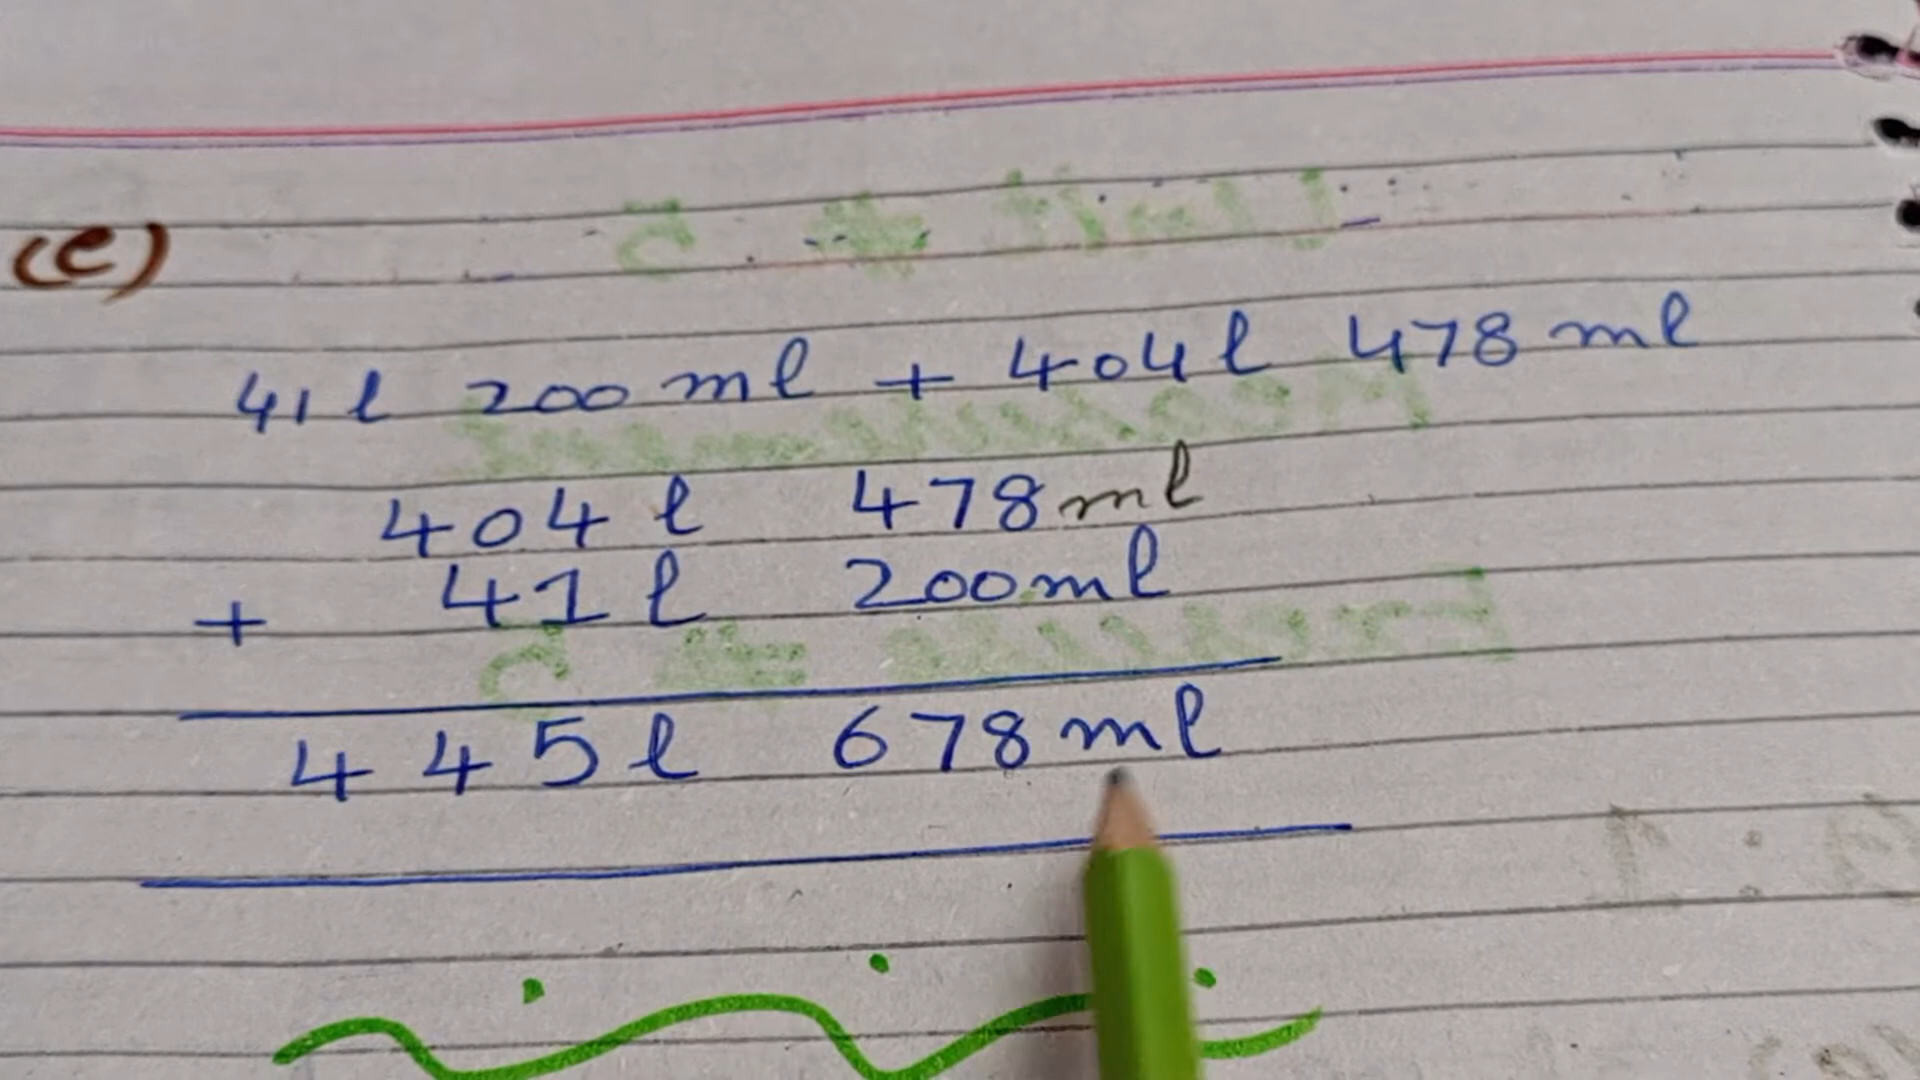 (e)
41 l 200 ml + 404 l 478 ml
404 l 478 ml
+ 41 l 200 ml
445 l 678 ml